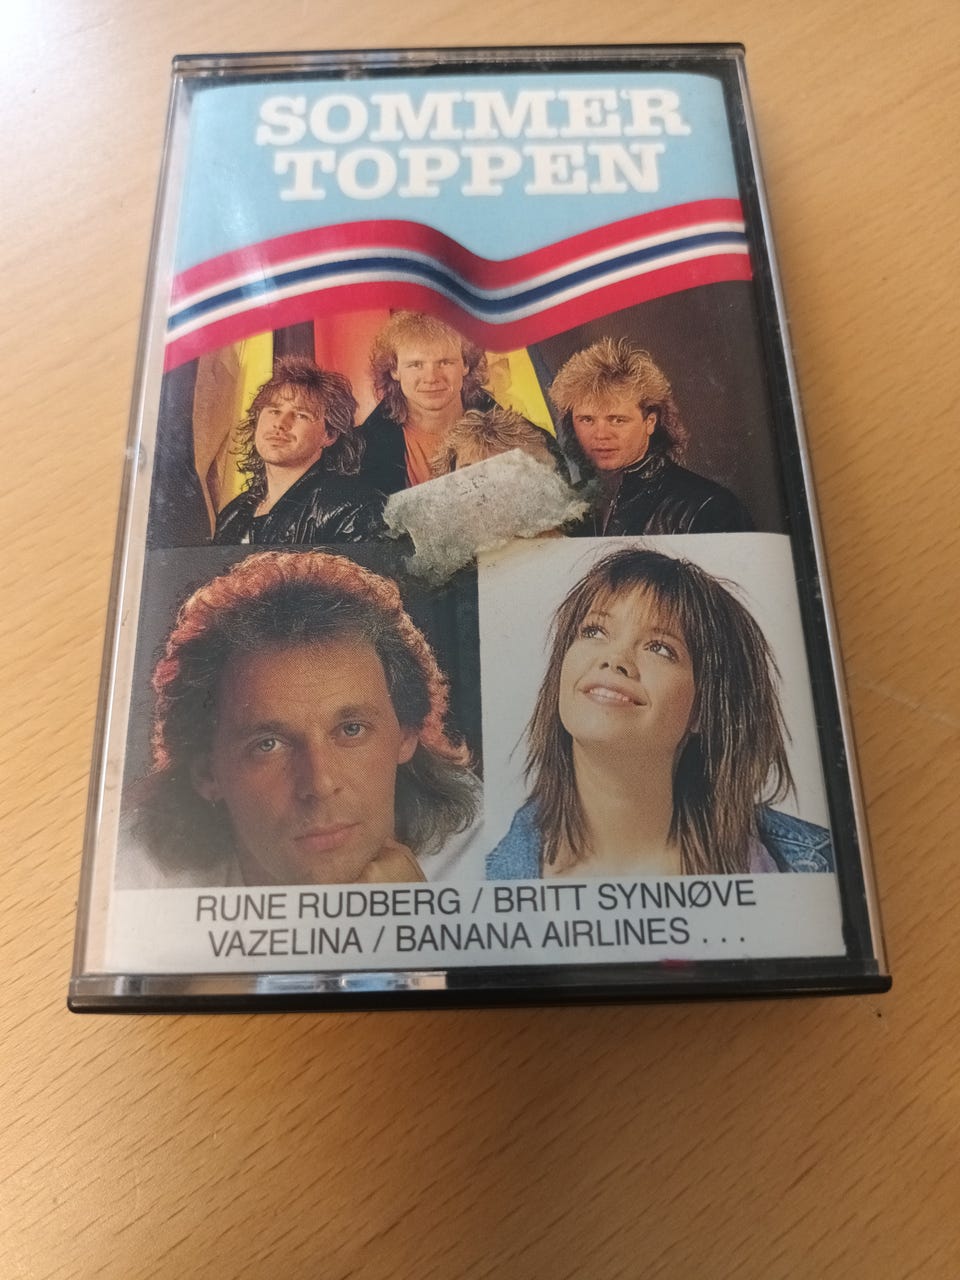 SOMMER
TOPPEN
RUNE RUDBERG / BRITT SYNNØVE
VAZELINA / BANANA AIRLINES . . .